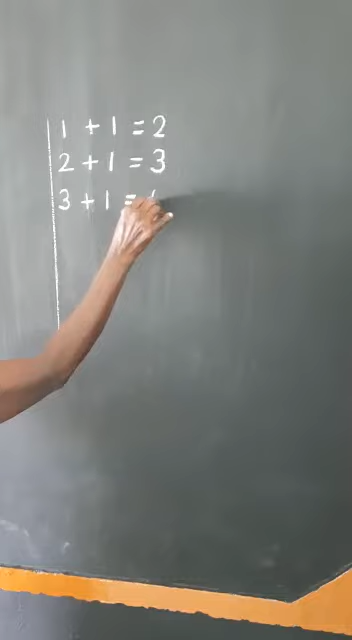 1 + 1 = 2
2 + 1 = 3
3 + 1 =